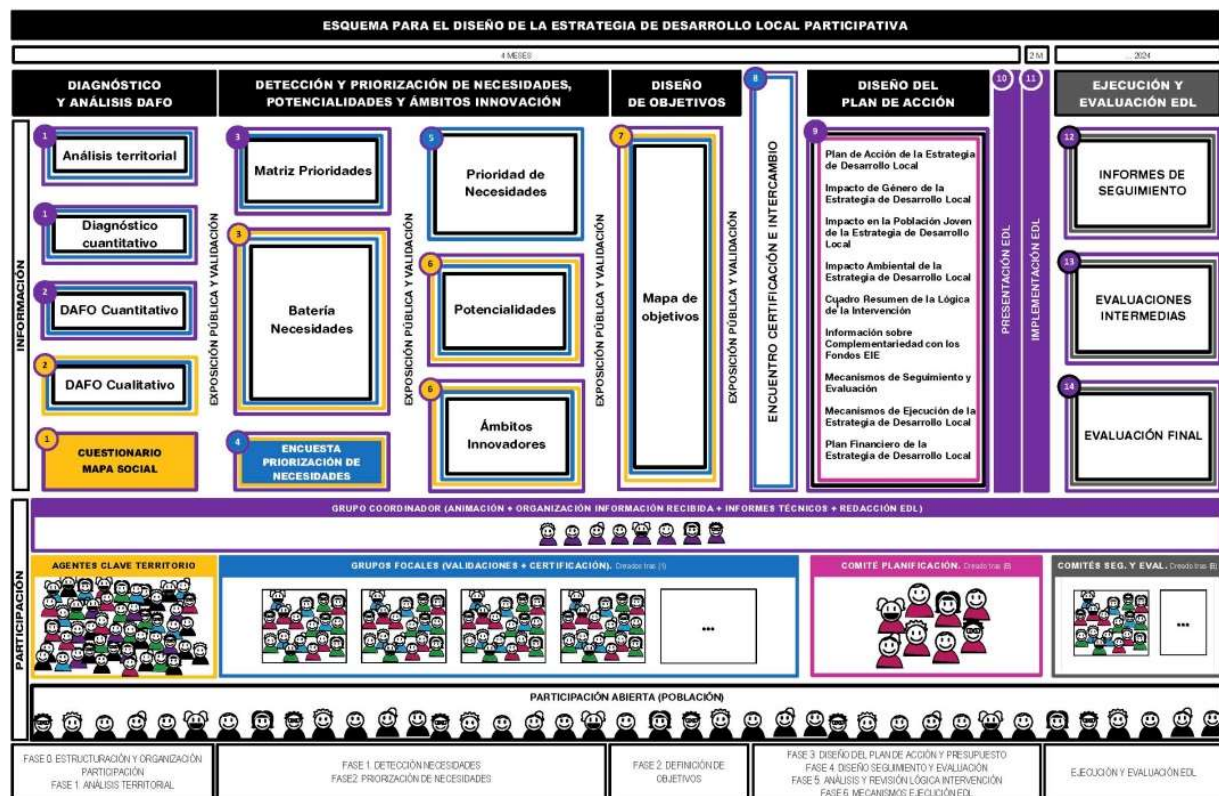 ESQUEMA PARA EL DISEÑO DE LA ESTRATEGIA DE DESARROLLO LOCAL PARTICIPATIVA
4 MESES
2 M
... 2024
DIAGNÓSTICO
Y ANÁLISIS DAFO
DETECCIÓN Y PRIORIZACIÓN DE NECESIDADES,
POTENCIALIDADES Y ÁMBITOS INNOVACIÓN
DISEÑO
DE OBJETIVOS
8
ENCUENTRO CERTIFICACIÓN E INTERCAMBIO
DISEÑO DEL
PLAN DE ACCIÓN
10
PRESENTACIÓN EDL
11
IMPLEMENTACIÓN EDL
EJECUCIÓN Y
EVALUACIÓN EDL
INFORMACIÓN
1
Análisis territorial
1
Diagnóstico
cuantitativo
2
DAFO Cuantitativo
2
DAFO Cualitativo
1
CUESTIONARIO
MAPA SOCIAL
EXPOSICIÓN PÚBLICA Y VALIDACIÓN
3
Matriz Prioridades
3
Batería
Necesidades
4
ENCUESTA
PRIORIZACIÓN DE
NECESIDADES
EXPOSICIÓN PÚBLICA Y VALIDACIÓN
5
Prioridad de
Necesidades
6
Potencialidades
6
Ámbitos
Innovadores
EXPOSICIÓN PÚBLICA Y VALIDACIÓN
7
Mapa de
objetivos
EXPOSICIÓN PÚBLICA Y VALIDACIÓN
9
Plan de Acción de la Estrategia
de Desarrollo Local
Impacto de Género de la
Estrategia de Desarrollo Local
Impacto en la Población Joven
de la Estrategia de Desarrollo
Local
Impacto Ambiental de la
Estrategia de Desarrollo Local
Cuadro Resumen de la Lógica
de la Intervención
Información sobre
Complementariedad con los
Fondos EIE
Mecanismos de Seguimiento y
Evaluación
Mecanismos de Ejecución de la
Estrategia de Desarrollo Local
Plan Financiero de la
Estrategia de Desarrollo Local
12
INFORMES DE
SEGUIMIENTO
13
EVALUACIONES
INTERMEDIAS
14
EVALUACIÓN FINAL
PARTICIPACIÓN
GRUPO COORDINADOR (ANIMACIÓN + ORGANIZACIÓN INFORMACIÓN RECIBIDA + INFORMES TÉCNICOS + REDACCIÓN EDL)
AGENTES CLAVE TERRITORIO
GRUPOS FOCALES (VALIDACIONES + CERTIFICACIÓN). Creados tras (1)
...
COMITÉ PLANIFICACIÓN. Creado tras
COMITÉS SEG. Y EVAL. Creado tras
...
PARTICIPACIÓN ABIERTA (POBLACIÓN)
FASE 0. ESTRUCTURACIÓN Y ORGANIZACIÓN
PARTICIPACIÓN
FASE 1. ANÁLISIS TERRITORIAL
FASE 1. DETECCIÓN NECESIDADES
FASE2. PRIORIZACIÓN DE NECESIDADES
FASE 2. DEFINICIÓN DE
OBJETIVOS
FASE 3. DISEÑO DEL PLAN DE ACCIÓN Y PRESUPUESTO
FASE 4. DISEÑO SEGUIMIENTO Y EVALUACIÓN
FASE 5. ANÁLISIS Y REVISIÓN LÓGICA INTERVENCIÓN
FASE 6. MECANISMOS EJECUCIÓN EDL
EJECUCIÓN Y EVALUACIÓN EDL